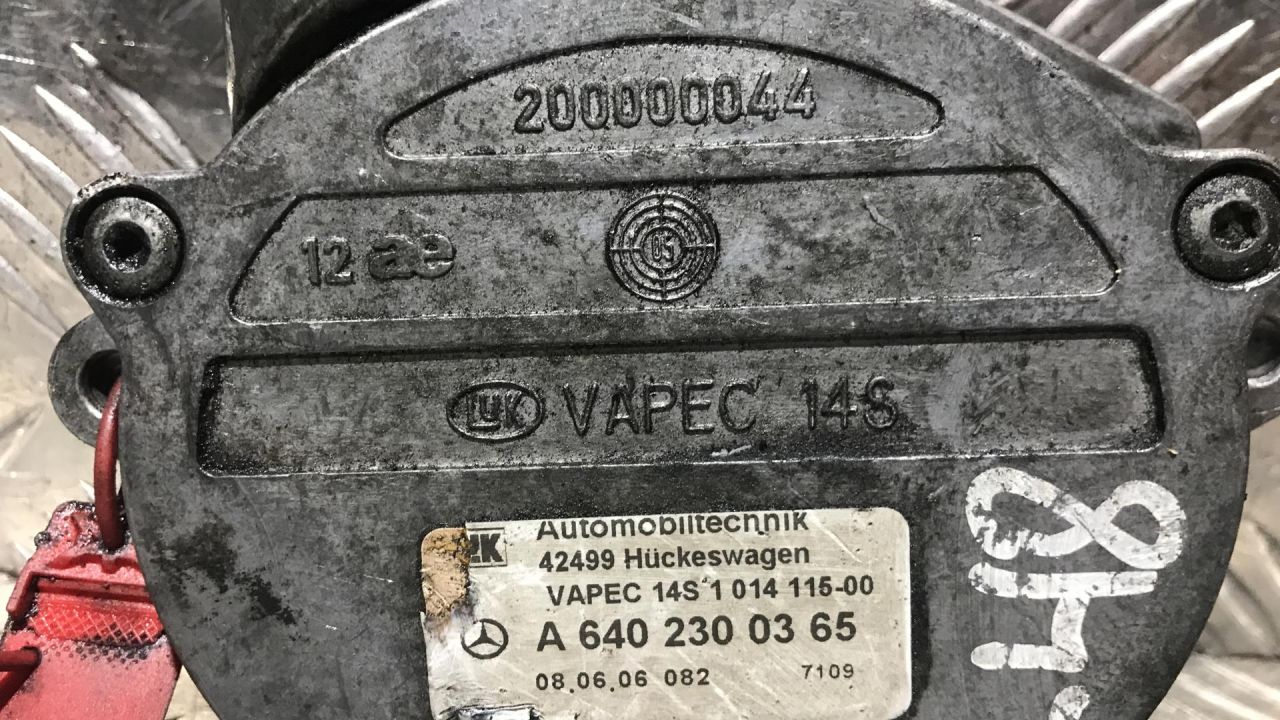 200000044
12 ae
05
LUK VAPEC 14S
LUK Automobiltechnik
42499 Hückeswagen
VAPEC 14S 1 014 115-00
A 640 230 03 65
08.06.06 082 7109